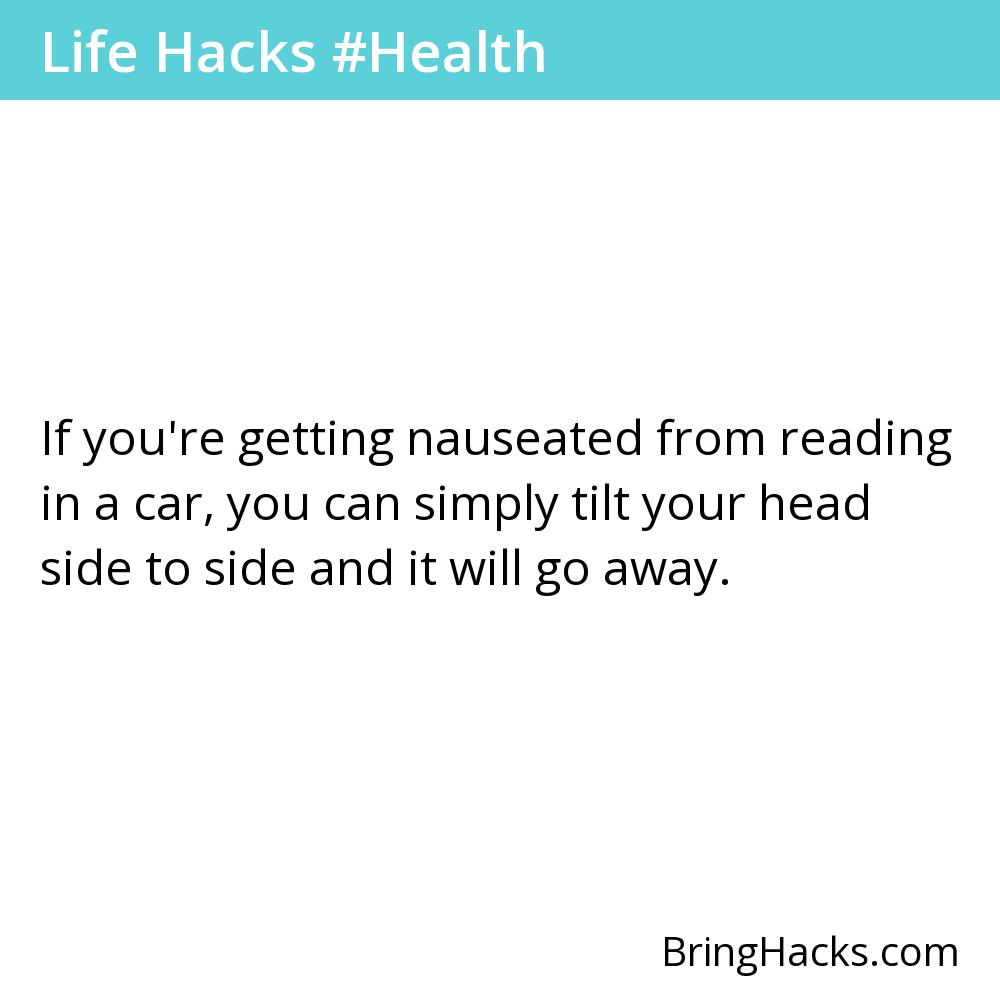 Life Hacks #Health
If you're getting nauseated from reading
in a car, you can simply tilt your head
side to side and it will go away.
BringHacks.com